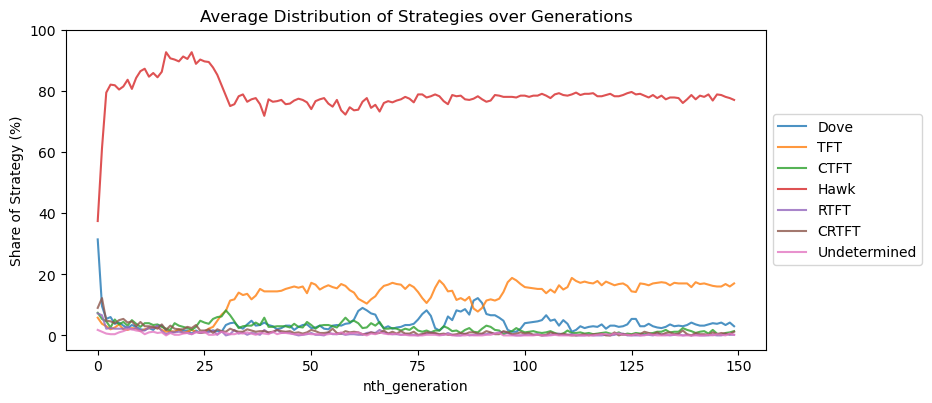 Average Distribution of Strategies over Generations
Share of Strategy (%)
100
80
60
40
20
0
0
25
50
75
100
125
150
nth_generation
Dove
TFT
CTFT
Hawk
RTFT
CRTFT
Undetermined